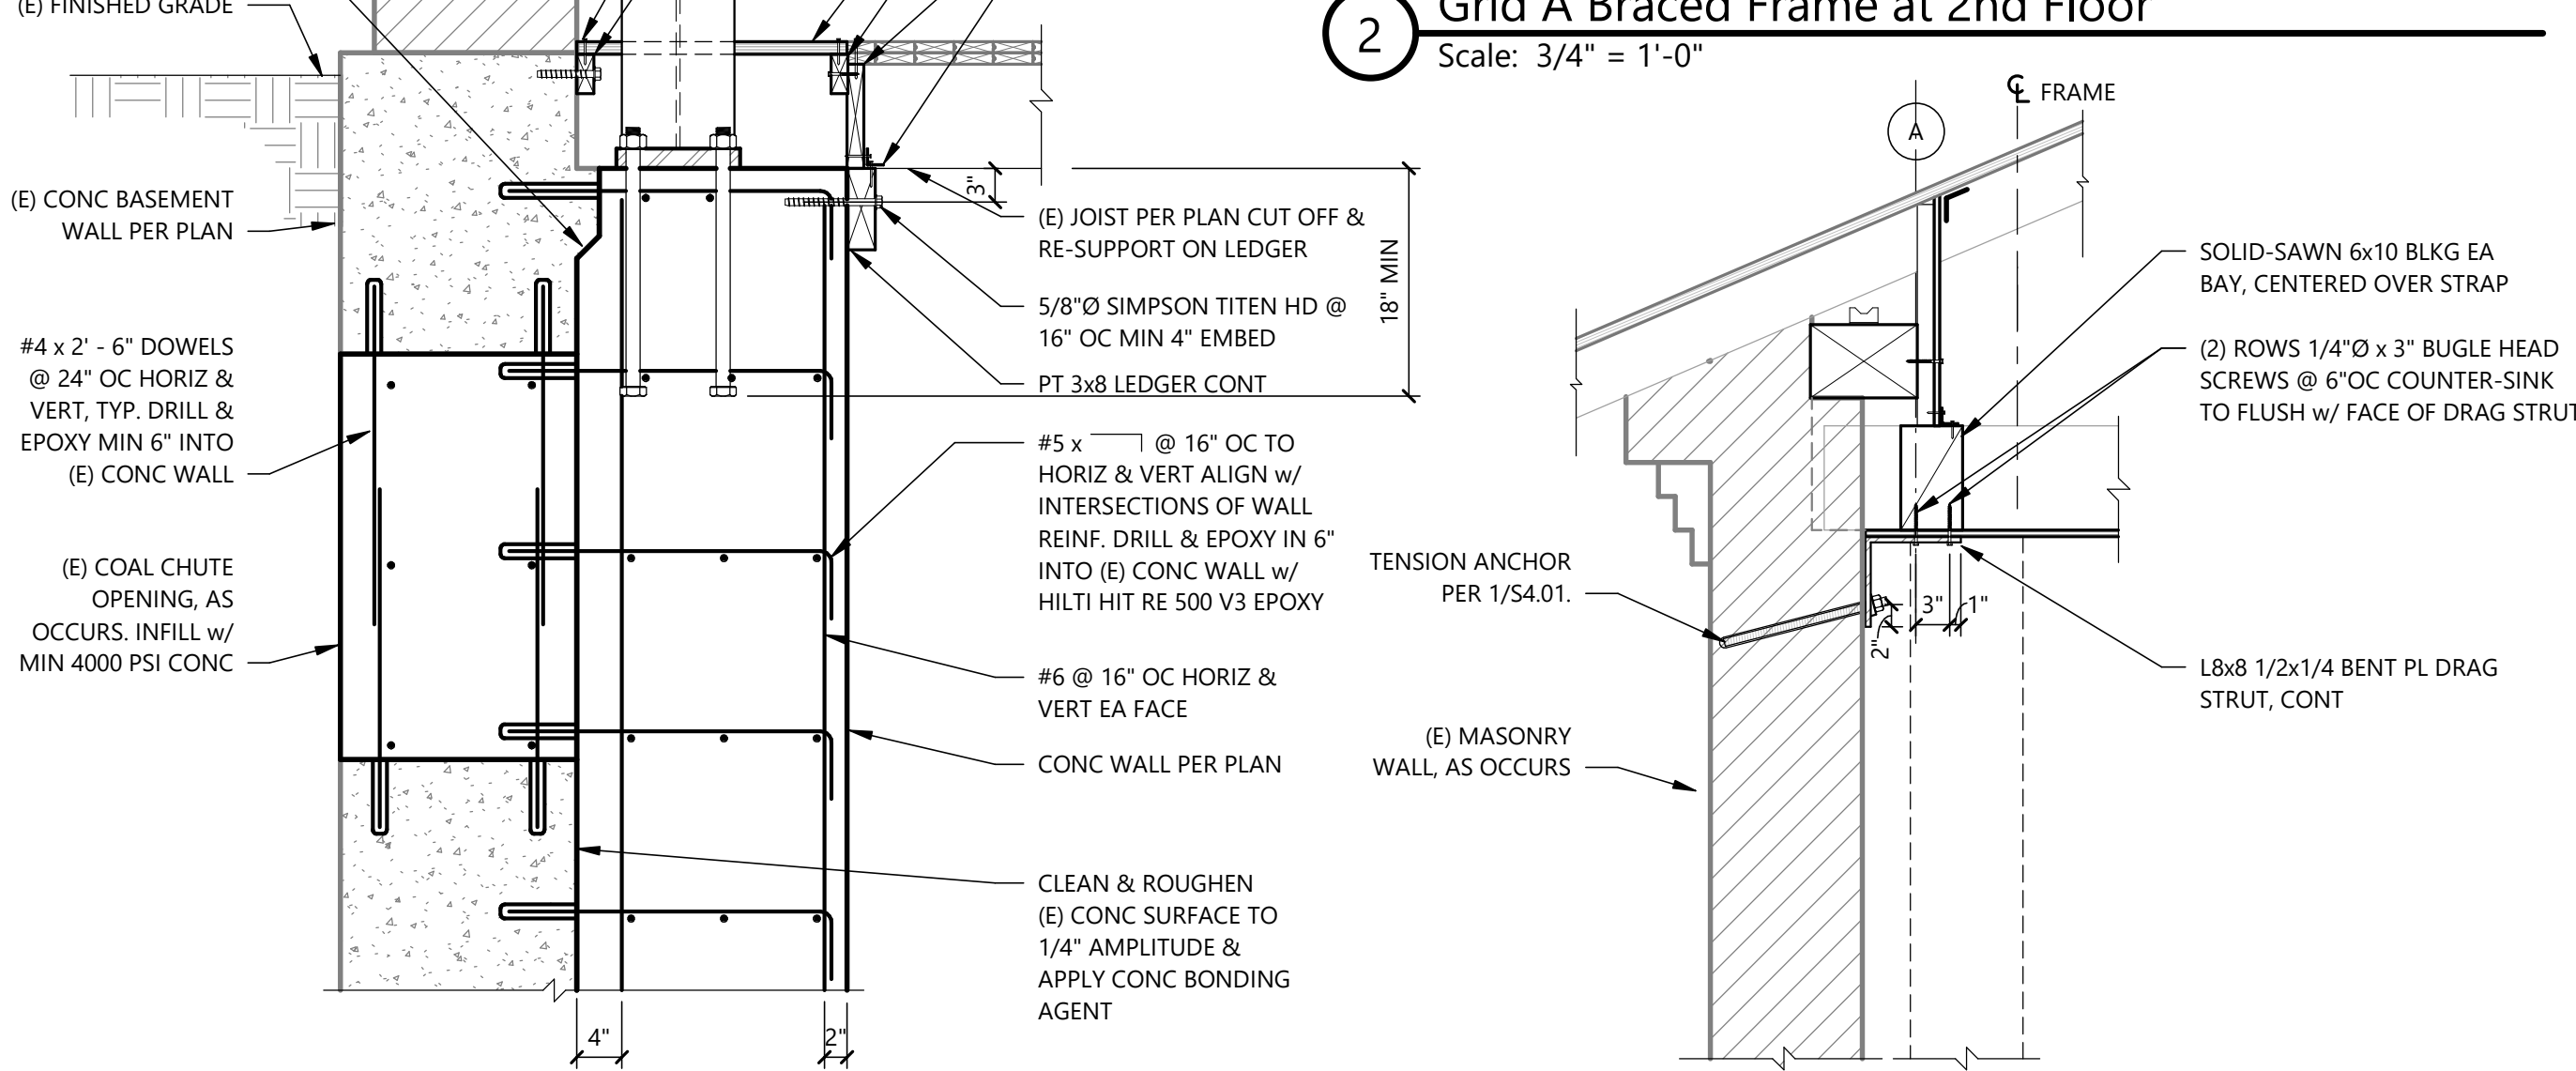 (E) FINISHED GRADE
(E) CONC BASEMENT
WALL PER PLAN
#4 x 2' - 6" DOWELS
@ 24" OC HORIZ &
VERT, TYP. DRILL &
EPOXY MIN 6" INTO
(E) CONC WALL
(E) COAL CHUTE
OPENING, AS
OCCURS. INFILL w/
MIN 4000 PSI CONC
3"
18" MIN
(E) JOIST PER PLAN CUT OFF &
RE-SUPPORT ON LEDGER
5/8"Ø SIMPSON TITEN HD @
16" OC MIN 4" EMBED
PT 3x8 LEDGER CONT
#5 x @ 16" OC TO
HORIZ & VERT ALIGN w/
INTERSECTIONS OF WALL
REINF. DRILL & EPOXY IN 6"
INTO (E) CONC WALL w/
HILTI HIT RE 500 V3 EPOXY
#6 @ 16" OC HORIZ &
VERT EA FACE
CONC WALL PER PLAN
CLEAN & ROUGHEN
(E) CONC SURFACE TO
1/4" AMPLITUDE &
APPLY CONC BONDING
AGENT
4"
2"
2
Grid A Braced Frame at 2nd Floor
Scale: 3/4" = 1'-0"
℄ FRAME
A
SOLID-SAWN 6x10 BLKG EA
BAY, CENTERED OVER STRAP
(2) ROWS 1/4"Ø x 3" BUGLE HEAD
SCREWS @ 6"OC COUNTER-SINK
TO FLUSH w/ FACE OF DRAG STRUT
TENSION ANCHOR
PER 1/S4.01.
2"
3"
1"
L8x8 1/2x1/4 BENT PL DRAG
STRUT, CONT
(E) MASONRY
WALL, AS OCCURS